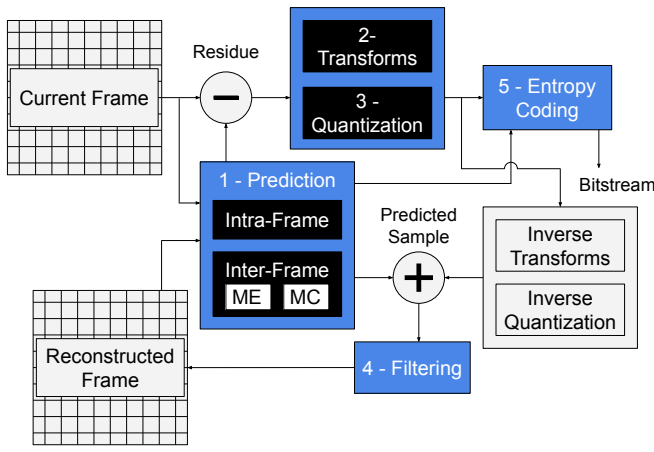 Current Frame
Residue
2-
Transforms
3 -
Quantization
5 - Entropy
Coding
Bitstream
1 - Prediction
Intra-Frame
Inter-Frame
ME MC
Predicted
Sample
Inverse
Transforms
Inverse
Quantization
4 - Filtering
Reconstructed
Frame